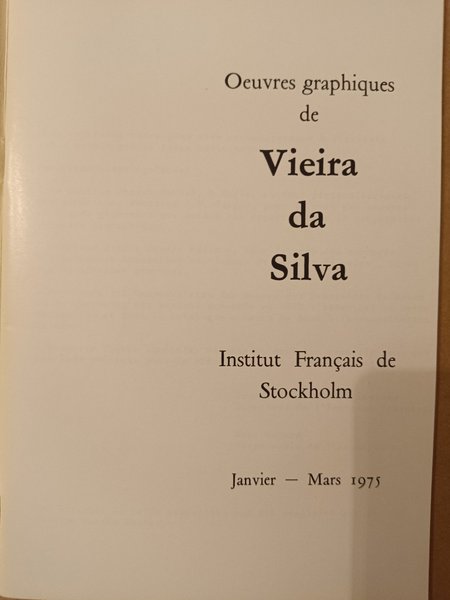 Oeuvres graphiques
de
Vieira
da
Silva
Institut Français de
Stockholm
Janvier — Mars 1975